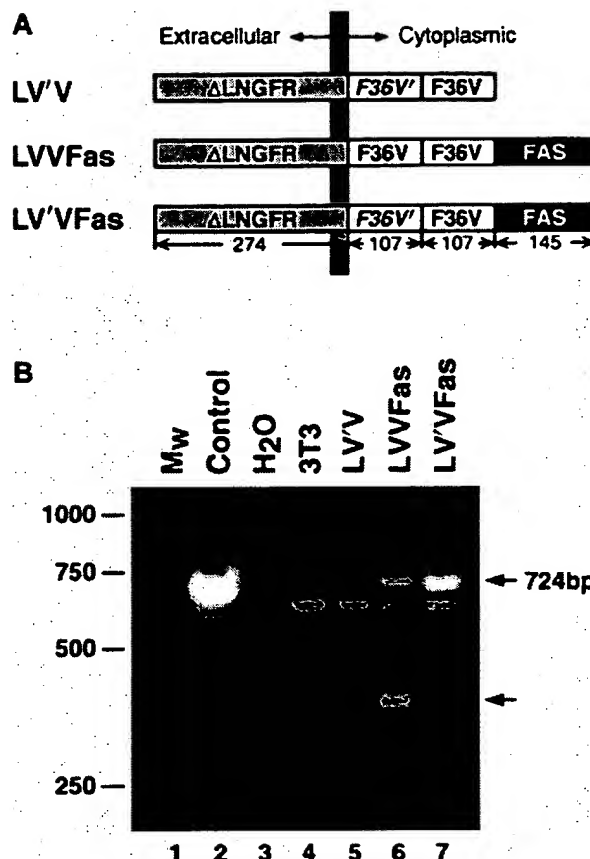 A
Extracellular Cytoplasmic
LV'V ΔLNGFR F36V' F36V
LVVFas ΔLNGFR F36V F36V FAS
LV'VFas ΔLNGFR F36V' F36V FAS
274 107 107 145
B
Mw Control H2O 3T3 LV'V LVVFas LV'VFas
1000
750 724bp
500
250
1 2 3 4 5 6 7